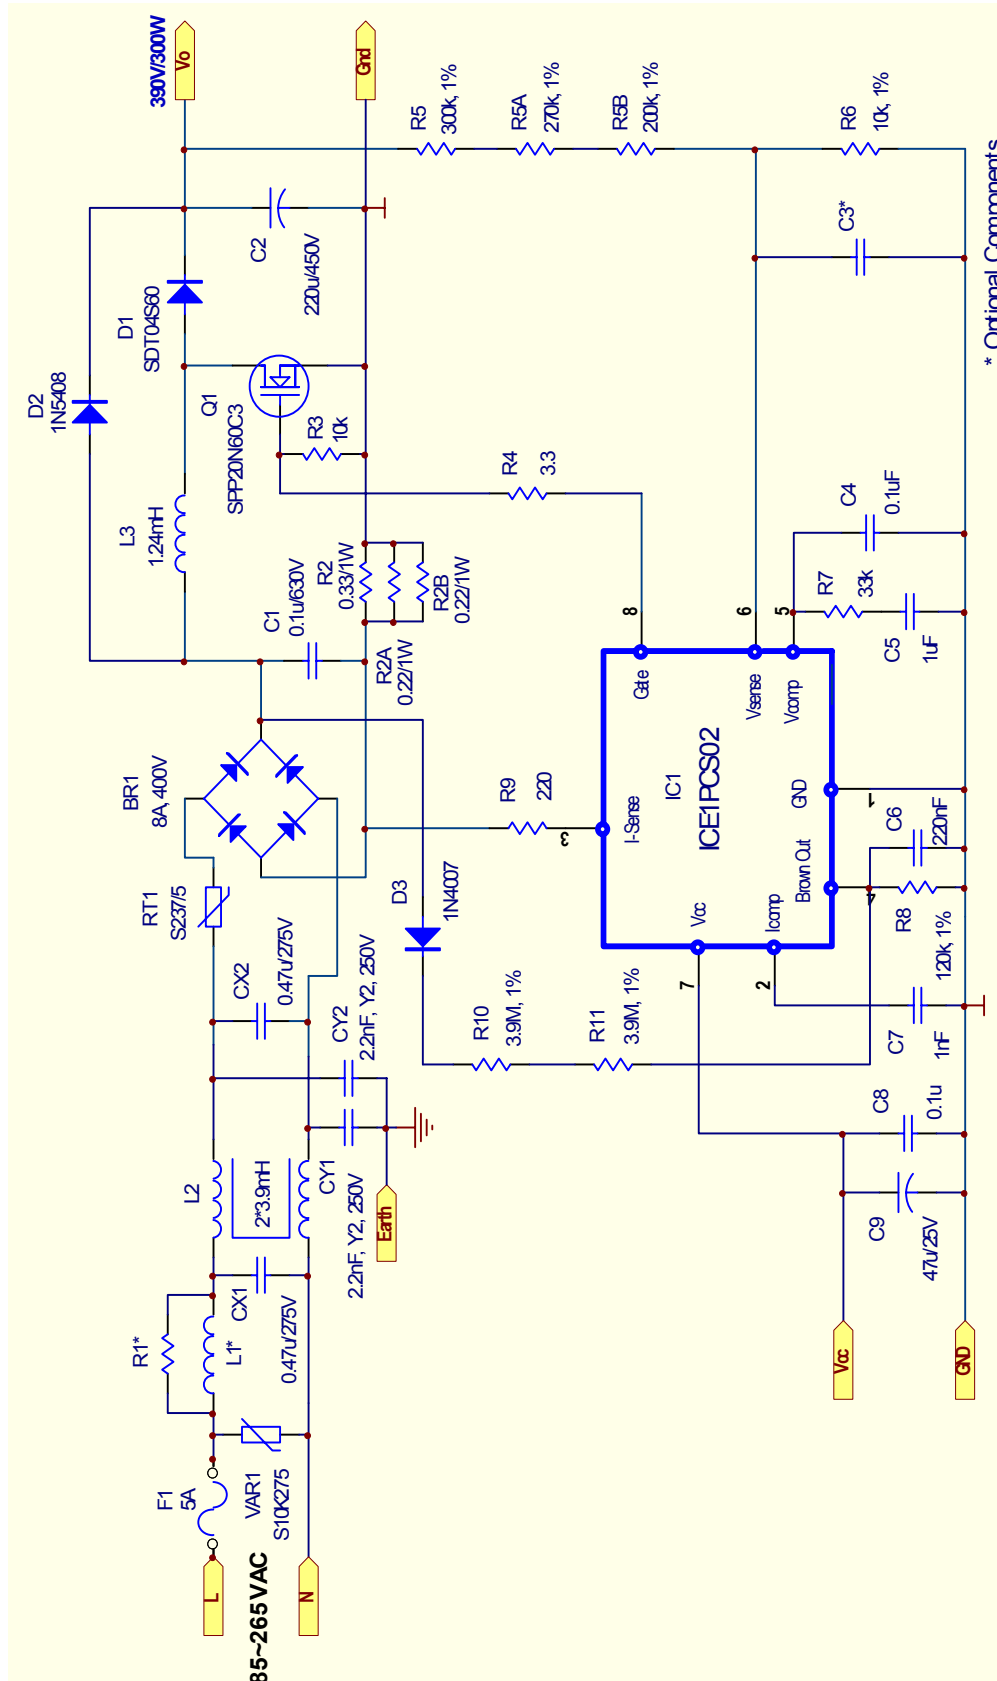 85~265VAC
L
N
F1
5A
VAR1
S10K275
R1*
L1*
CX1
0.47u/275V
L2
2*3.9mH
CY1
2.2nF, Y2, 250V
Earth
CX2
0.47u/275V
CY2
2.2nF, Y2, 250V
RT1
S237/5
BR1
8A, 400V
D3
1N4007
C1
0.1u/630V
R2
0.33/1W
R2A
0.22/1W
R2B
0.22/1W
L3
1.24mH
D2
1N5408
D1
SDT04S60
Q1
SPP20N60C3
R3
10k
C2
220u/450V
390V/300W
Vo
Gnd
R5
300k, 1%
R5A
270k, 1%
R5B
200k, 1%
R6
10k, 1%
C3*
R4
3.3
R9
220
R10
3.9M, 1%
R11
3.9M, 1%
IC1
ICE1PCS02
Vcc
7
Icomp
2
I-Sense
3
Gate
8
Vsense
6
Vcomp
5
GND
1
Brown Out
4
C4
0.1uF
R7
33k
C5
1uF
C6
220nF
R8
120k, 1%
C7
1nF
C8
0.1u
C9
47u/25V
Vcc
GND
* Optional Components